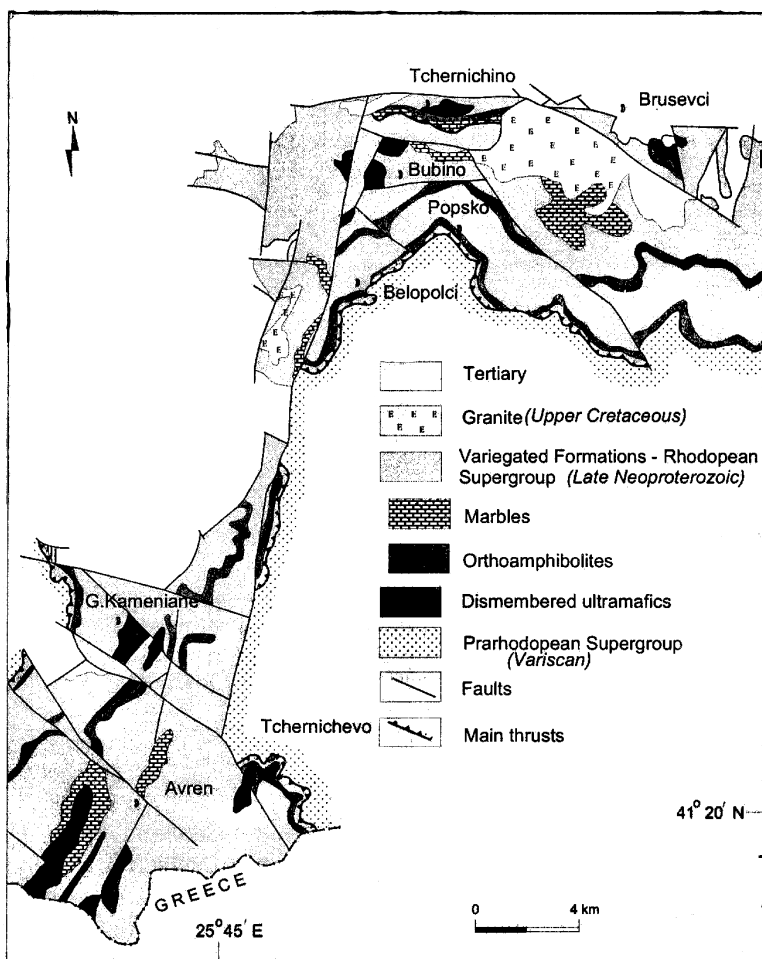 Tchernichino
Brusevci
N
Bubino
Popsko
Belopolci
Tertiary
Granite (Upper Cretaceous)
Variegated Formations - Rhodopean
Supergroup (Late Neoproterozoic)
Marbles
Orthoamphibolites
Dismembered ultramafics
Prarhodopean Supergroup
(Variscan)
Faults
Main thrusts
G.Kameniane
Tchernichevo
Avren
41° 20' N
GREECE
25° 45' E
0 4 km
E E E E E E E E E E E
E E E E E
E E E E E